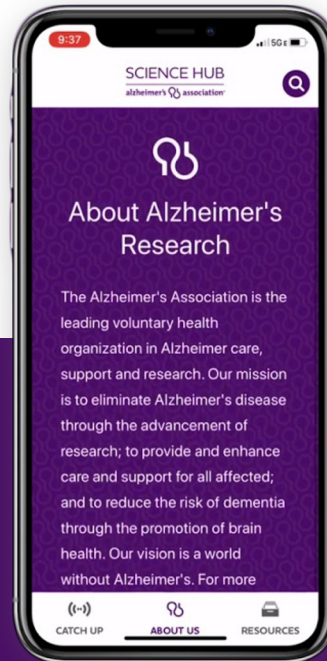 9:37
5GE
SCIENCE HUB
alzheimer's association
About Alzheimer's
Research
The Alzheimer's Association is the
leading voluntary health
organization in Alzheimer care,
support and research. Our mission
is to eliminate Alzheimer's disease
through the advancement of
research; to provide and enhance
care and support for all affected;
and to reduce the risk of dementia
through the promotion of brain
health. Our vision is a world
without Alzheimer's. For more
CATCH UP
ABOUT US
RESOURCES